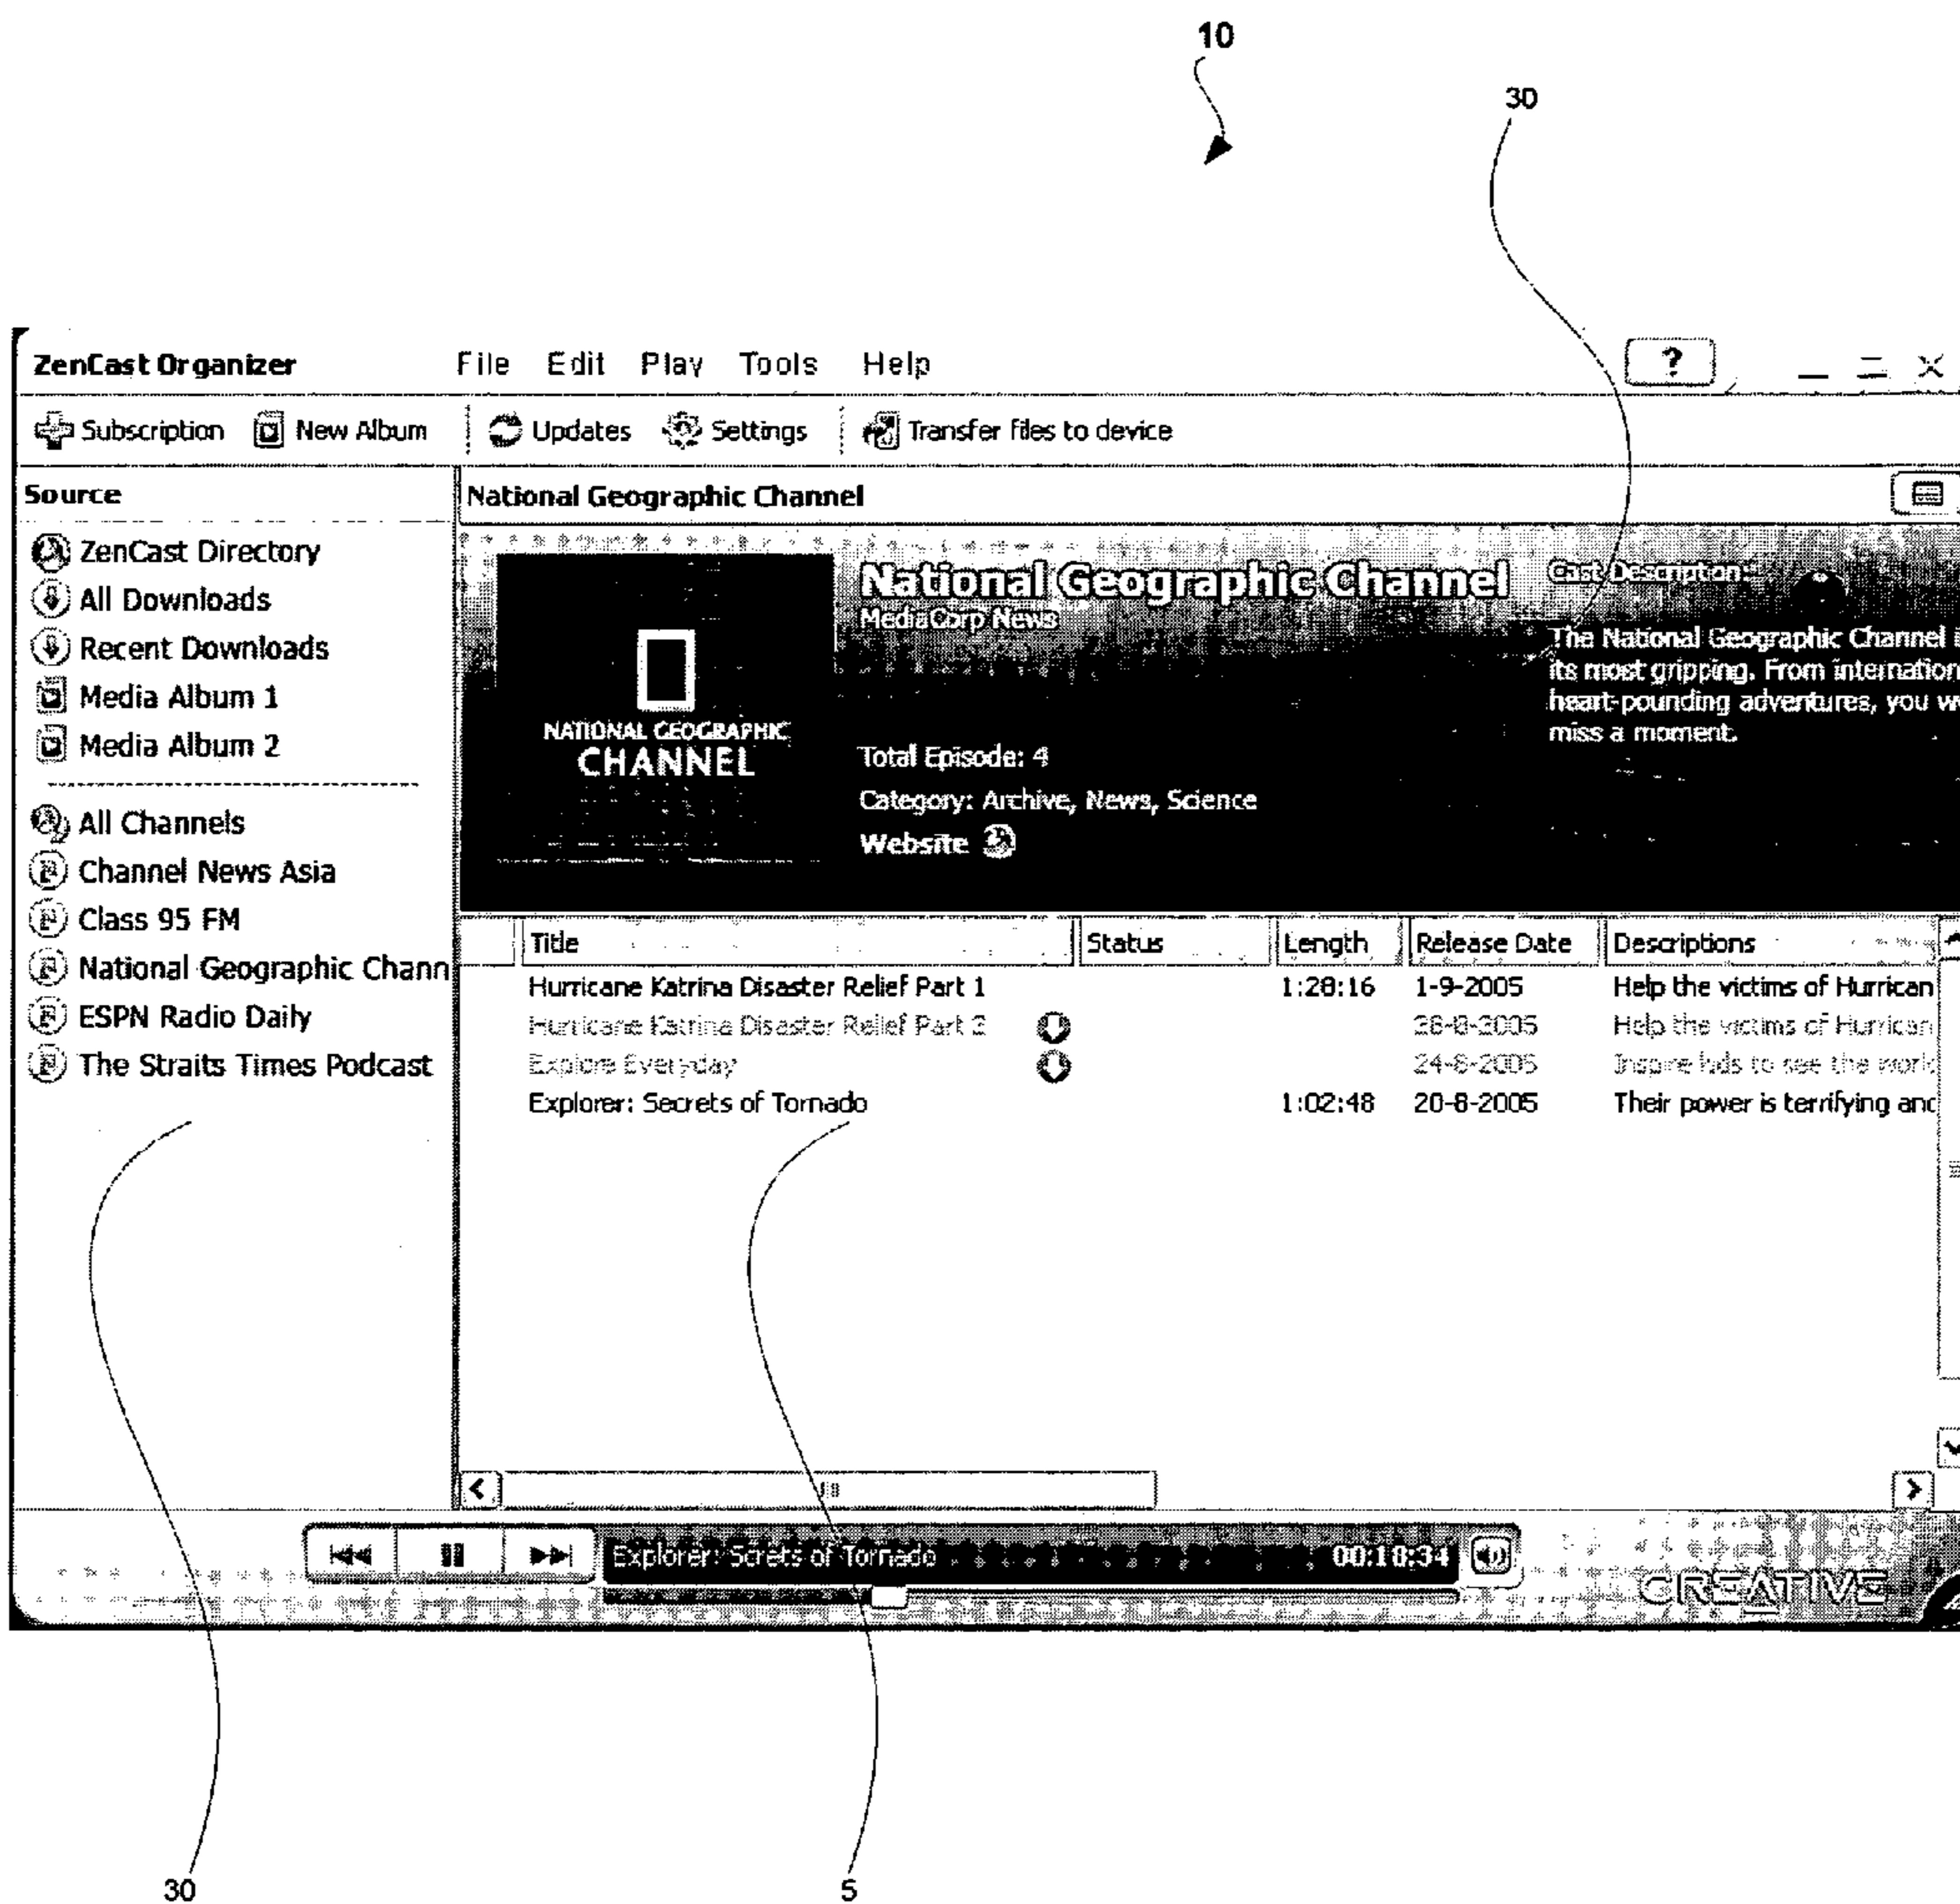 10
30
ZenCast Organizer File Edit Play Tools Help ?
Subscription New Album Updates Settings Transfer files to device
Source
ZenCast Directory
All Downloads
Recent Downloads
Media Album 1
Media Album 2
All Channels
Channel News Asia
Class 95 FM
National Geographic Chann
ESPN Radio Daily
The Straits Times Podcast
National Geographic Channel
NATIONAL GEOGRAPHIC
CHANNEL
National Geographic Channel
MediaCorp News
Total Episode: 4
Category: Archive, News, Science
Website
Cast Description:
The National Geographic Channel i
its most gripping. From internation
heart-pounding adventures, you w
miss a moment.
Title Status Length Release Date Descriptions
Hurricane Katrina Disaster Relief Part 1 1:28:16 1-9-2005 Help the victims of Hurrican
Hurricane Katrina Disaster Relief Part 2 28-8-2005 Help the victims of Hurrican
Explore Everyday 24-8-2005 Inspire kids to see the world
Explorer: Secrets of Tornado 1:02:48 20-8-2005 Their power is terrifying and
Explorer: Screts of Tornado 00:18:34
CREATIVE
30
5